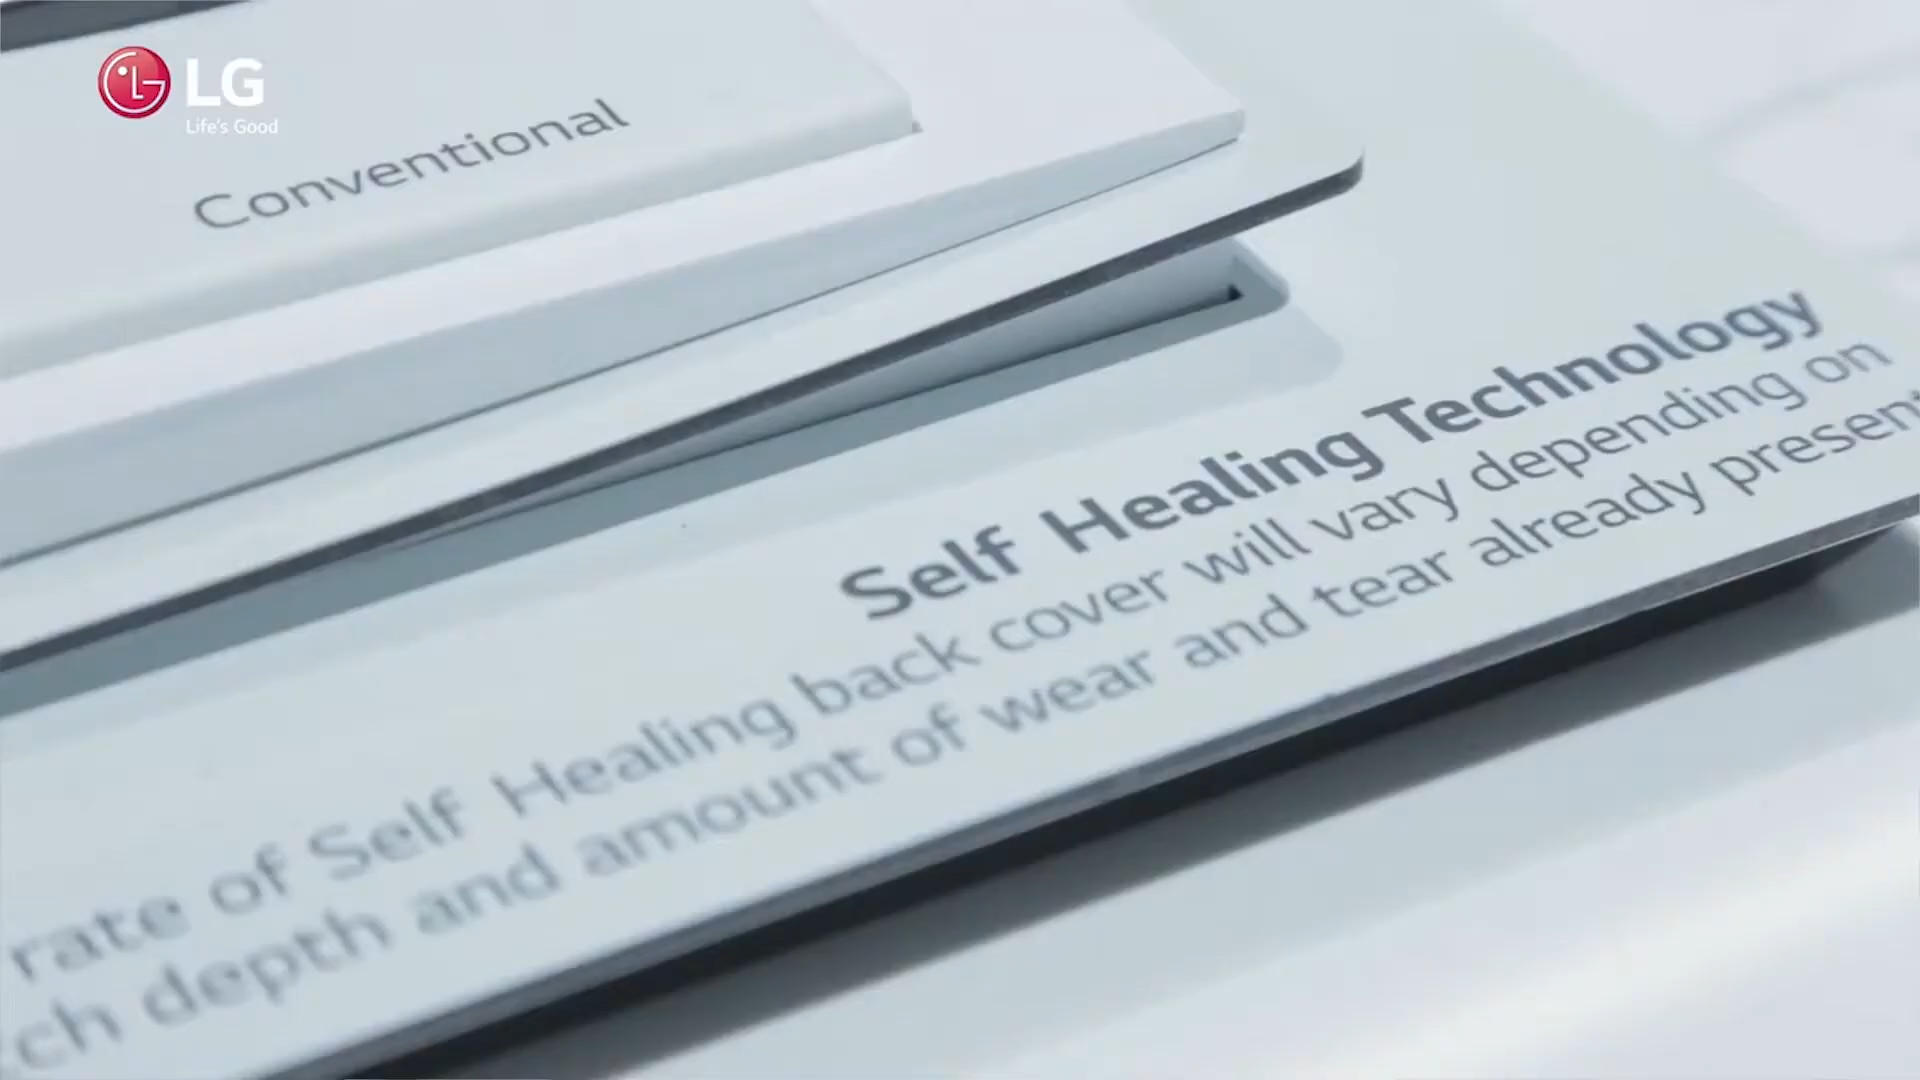 LG
Life's Good
Conventional
Self Healing Technology
rate of Self Healing back cover will vary depending on
ch depth and amount of wear and tear already present